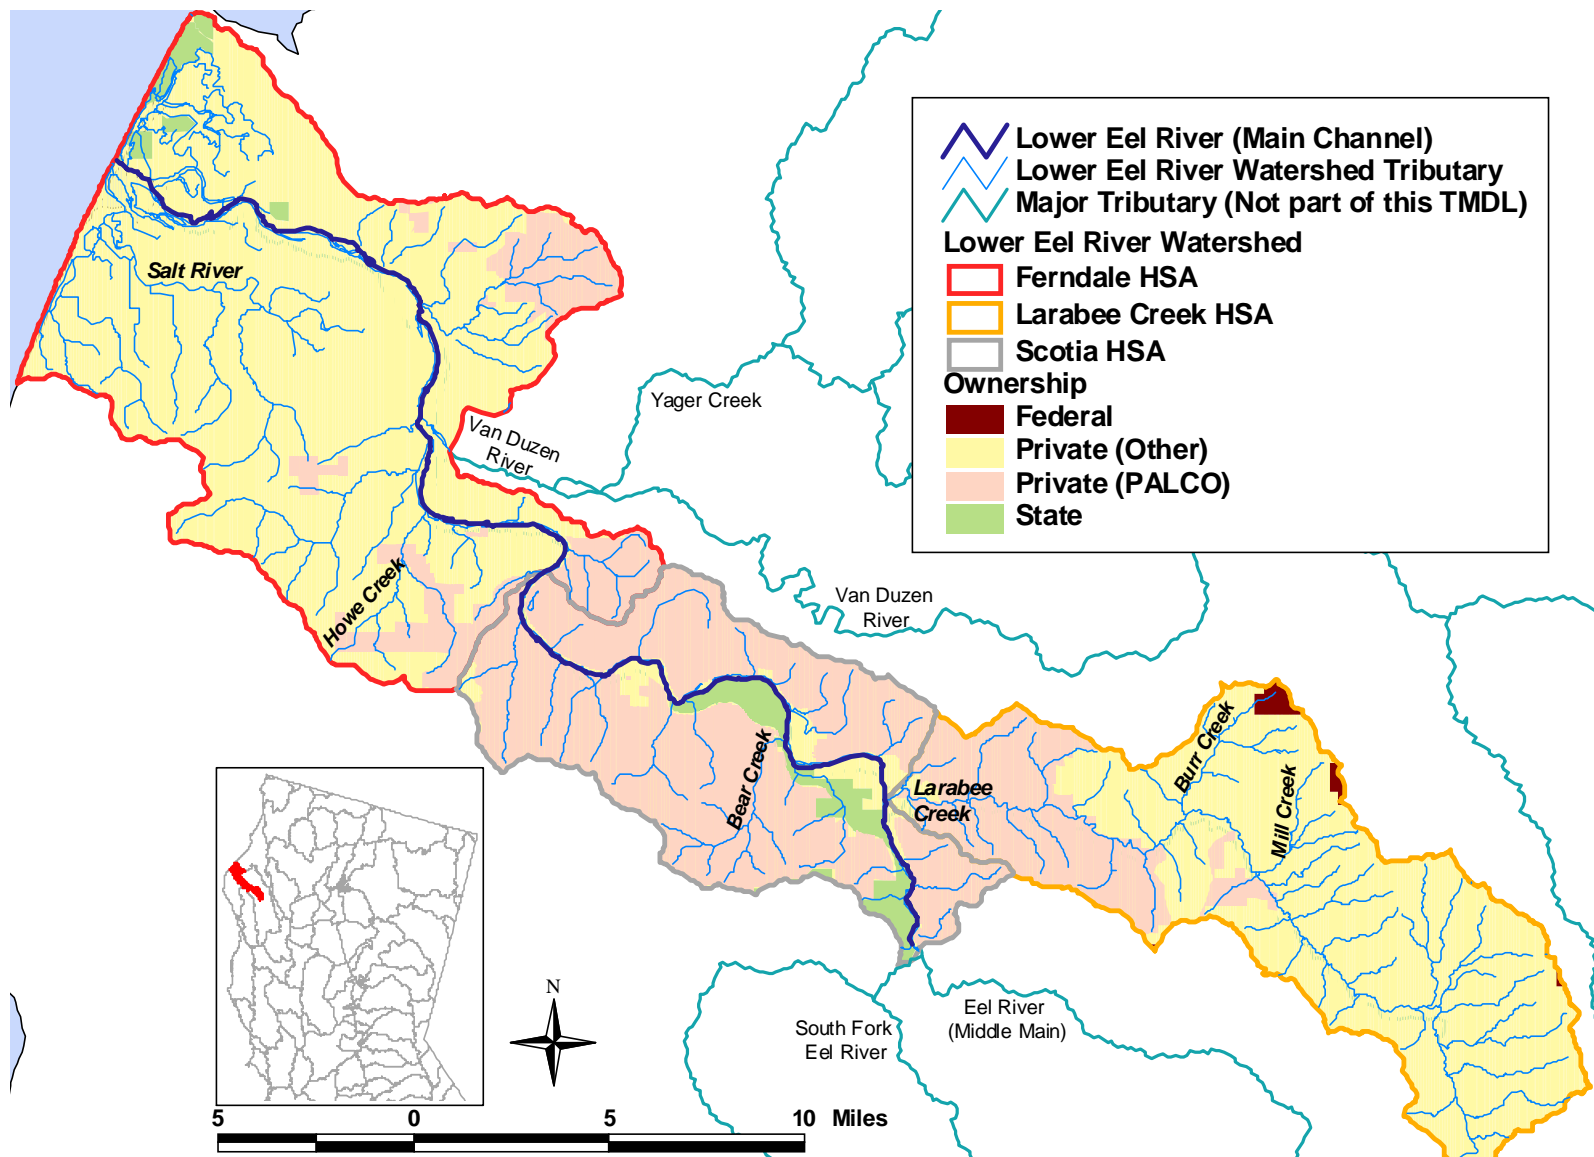 Lower Eel River (Main Channel)
Lower Eel River Watershed Tributary
Major Tributary (Not part of this TMDL)
Lower Eel River Watershed
Ferndale HSA
Larabee Creek HSA
Scotia HSA
Ownership
Federal
Private (Other)
Private (PALCO)
State
Salt River
Yager Creek
Van Duzen
River
Howe Creek
Van Duzen
River
Bear Creek
Larabee
Creek
Burr Creek
Mill Creek
South Fork
Eel River
Eel River
(Middle Main)
N
5 0 5 10 Miles